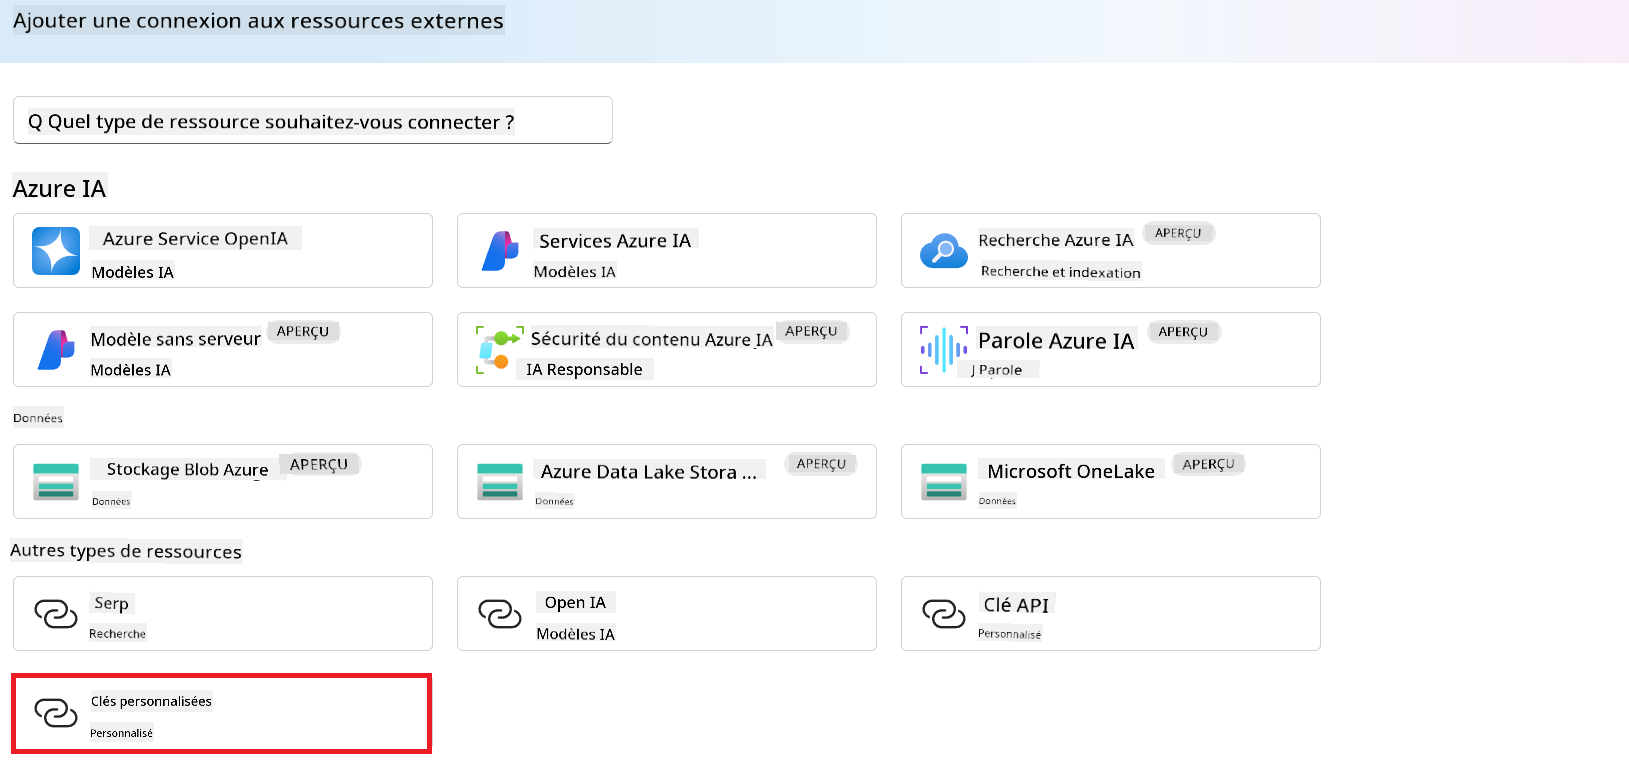 Ajouter une connexion aux ressources externes
Q Quel type de ressource souhaitez-vous connecter ?
Azure IA
Azure Service OpenIA
Modèles IA
Services Azure IA
Modèles IA
Recherche Azure IA APERÇU
Recherche et indexation
Modèle sans serveur APERÇU
Modèles IA
Sécurité du contenu Azure IA APERÇU
IA Responsable
Parole Azure IA APERÇU
J Parole
Données
Stockage Blob Azure APERÇU
Données
Azure Data Lake Stora ... APERÇU
Données
Microsoft OneLake APERÇU
Données
Autres types de ressources
Serp
Recherche
Open IA
Modèles IA
Clé API
Personnalisé
Clés personnalisées
Personnalisé